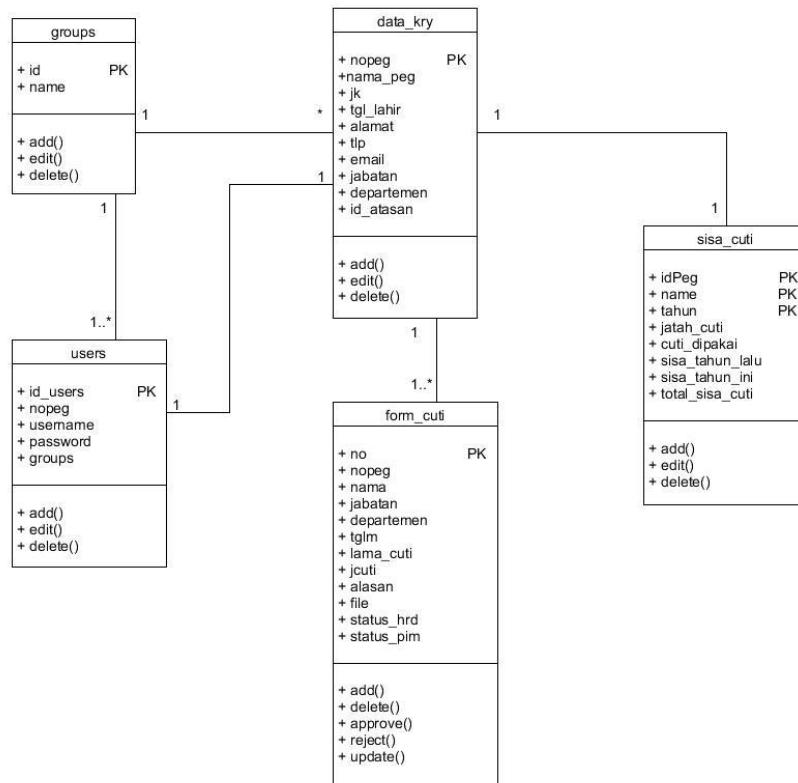 groups
+ id PK
+ name
+ add()
+ edit()
+ delete()
data_kry
+ nopeg PK
+nama_peg
+ jk
+ tgl_lahir
+ alamat
+ tlp
+ email
+ jabatan
+ departemen
+ id_atasan
+ add()
+ edit()
+ delete()
1
*
1
1
1
1
1..*
1
1
1..*
sisa_cuti
+ idPeg PK
+ name PK
+ tahun PK
+ jatah_cuti
+ cuti_dipakai
+ sisa_tahun_lalu
+ sisa_tahun_ini
+ total_sisa_cuti
+ add()
+ edit()
+ delete()
users
+ id_users PK
+ nopeg
+ username
+ password
+ groups
+ add()
+ edit()
+ delete()
1
form_cuti
+ no PK
+ nopeg
+ nama
+ jabatan
+ departemen
+ tglm
+ lama_cuti
+ jcuti
+ alasan
+ file
+ status_hrd
+ status_pim
+ add()
+ delete()
+ approve()
+ reject()
+ update()